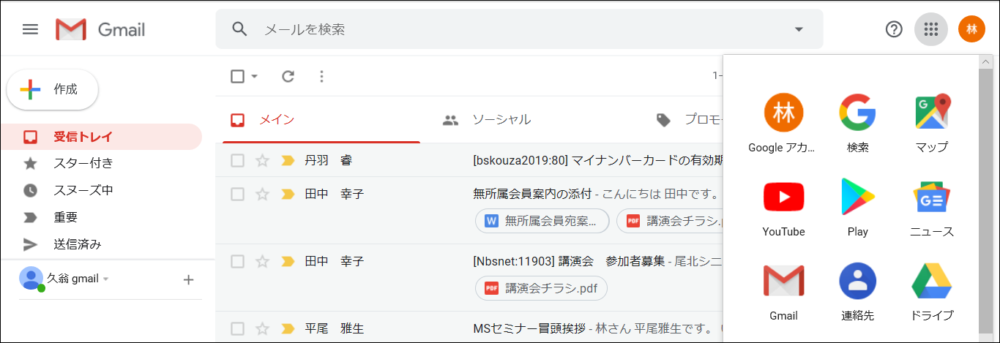 Gmail
メールを検索
林
作成
1–
メイン
ソーシャル
プロモー
受信トレイ
スター付き
スヌーズ中
重要
送信済み
久翁 gmail
丹羽　睿
[bskouza2019:80] マイナンバーカードの有効期
田中　幸子
無所属会員案内の添付 - こんにちは 田中です。
W 無所属会員宛案...
PDF 講演会チラシ.p
田中　幸子
[Nbsnet:11903] 講演会　参加者募集 - 尾北シニ
PDF 講演会チラシ.pdf
平尾　雅生
MSセミナー冒頭挨拶 - 林さん 平尾雅生です。
林
Google アカ...
検索
マップ
YouTube
Play
ニュース
Gmail
連絡先
ドライブ